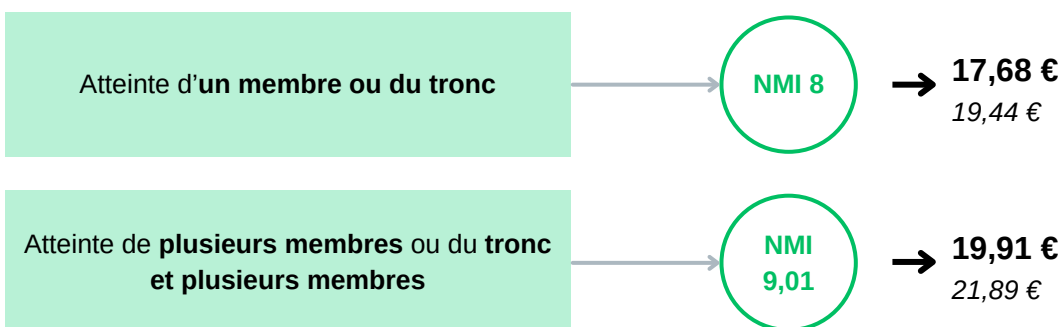 Atteinte d'un membre ou du tronc
NMI 8
17,68 €
19,44 €
Atteinte de plusieurs membres ou du tronc
et plusieurs membres
NMI
9,01
19,91 €
21,89 €